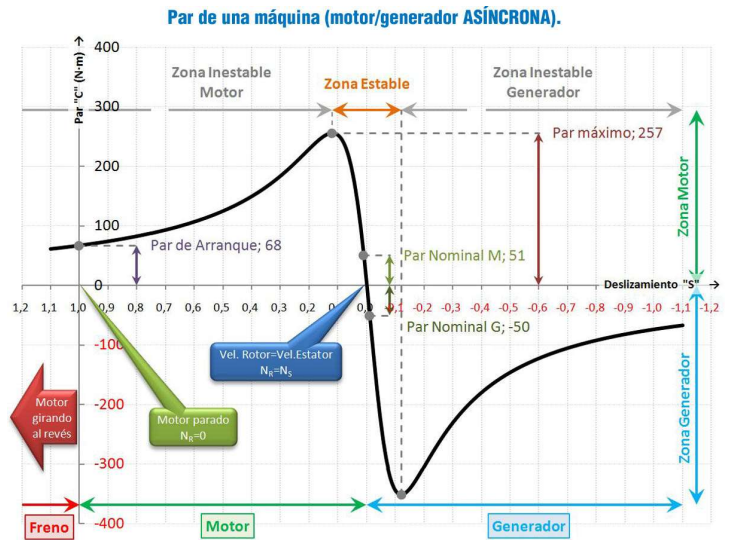 Par de una máquina (motor/generador ASÍNCRONA).
Par "C" (N·m) →
400
300
200
100
0
-100
-200
-300
-400
Zona Inestable
Motor
Zona Estable
Zona Inestable
Generador
Par máximo; 257
Par de Arranque; 68
Par Nominal M; 51
Par Nominal G; -50
Deslizamiento "S" →
1,2 1,1 1,0 0,9 0,8 0,7 0,6 0,5 0,4 0,3 0,2 0,0 -0,2 -0,3 -0,4 -0,5 -0,6 -0,7 -0,8 -0,9 -1,0 -1,1 -1,2
Zona Motor
Zona Generador
Vel. Rotor=Vel.Estator
NR=NS
Motor parado
NR=0
Motor
girando
al revés
Freno
Motor
Generador